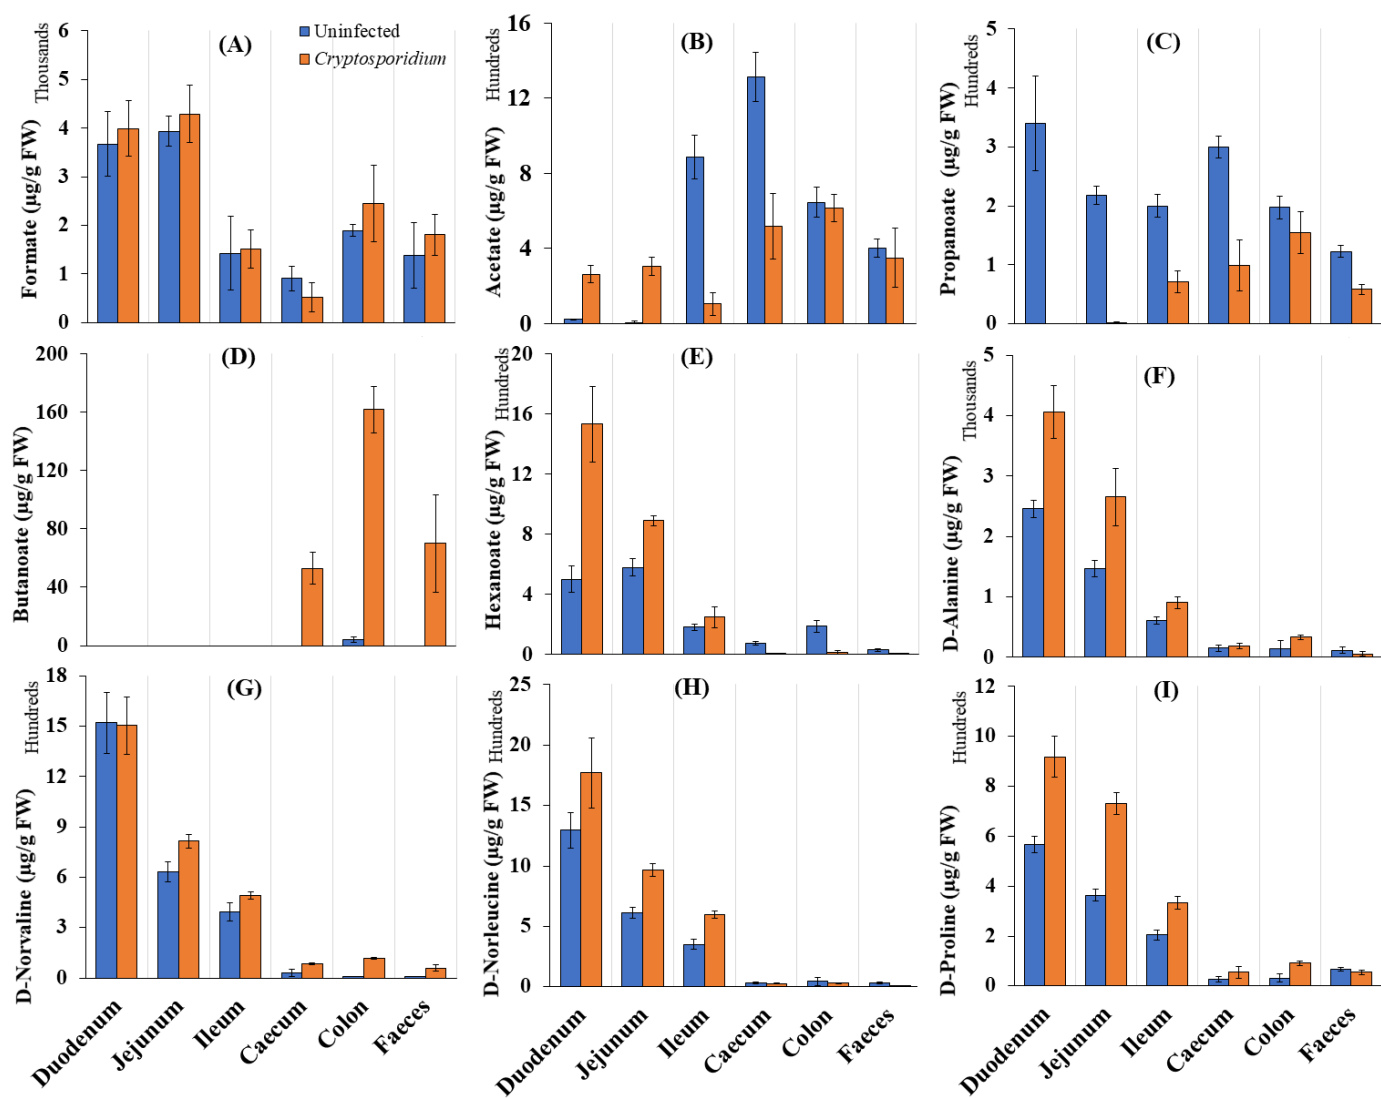 (A)
Uninfected
Cryptosporidium
Thousands
Formate (µg/g FW)
6
5
4
3
2
1
0
(B)
Hundreds
Acetate (µg/g FW)
16
12
8
4
0
(C)
Hundreds
Propanoate (µg/g FW)
5
4
3
2
1
0
(D)
Butanoate (µg/g FW)
200
160
120
80
40
0
(E)
Hundreds
Hexanoate (µg/g FW)
20
16
12
8
4
0
(F)
Thousands
D-Alanine (µg/g FW)
5
4
3
2
1
0
(G)
Hundreds
D-Norvaline (µg/g FW)
18
15
12
9
6
3
0
Duodenum
Jejunum
Ileum
Caecum
Colon
Faeces
(H)
Hundreds
D-Norleucine (µg/g FW)
25
20
15
10
5
0
Duodenum
Jejunum
Ileum
Caecum
Colon
Faeces
(I)
Hundreds
D-Proline (µg/g FW)
12
10
8
6
4
2
0
Duodenum
Jejunum
Ileum
Caecum
Colon
Faeces